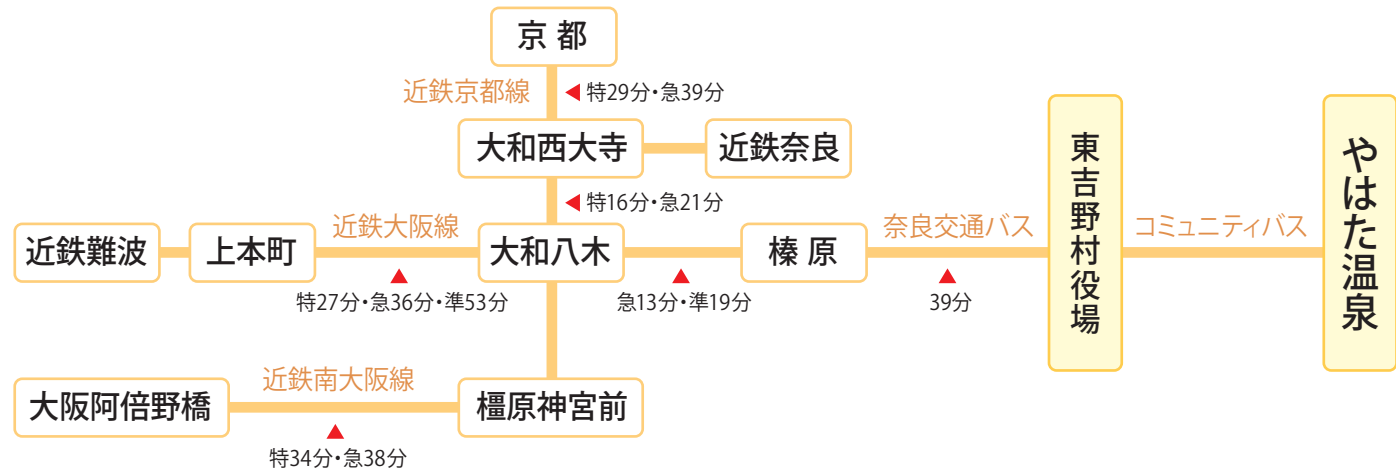 京都
近鉄京都線
特29分・急39分
大和西大寺
近鉄奈良
特16分・急21分
近鉄難波
上本町
近鉄大阪線
特27分・急36分・準53分
大和八木
急13分・準19分
榛原
奈良交通バス
39分
東吉野村役場
コミュニティバス
やはた温泉
大阪阿倍野橋
近鉄南大阪線
特34分・急38分
橿原神宮前